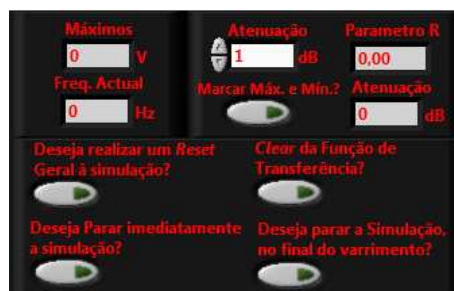 Máximos
0 V
Freq. Actual
0 Hz
Atenuação
1 dB
Parametro R
0,00
Marcar Máx. e Mín.?
Atenuação
0 dB
Deseja realizar um Reset
Geral à simulação?
Clear da Função de
Transferência?
Deseja Parar imediatamente
a simulação?
Deseja parar a Simulação,
no final do varrimento?